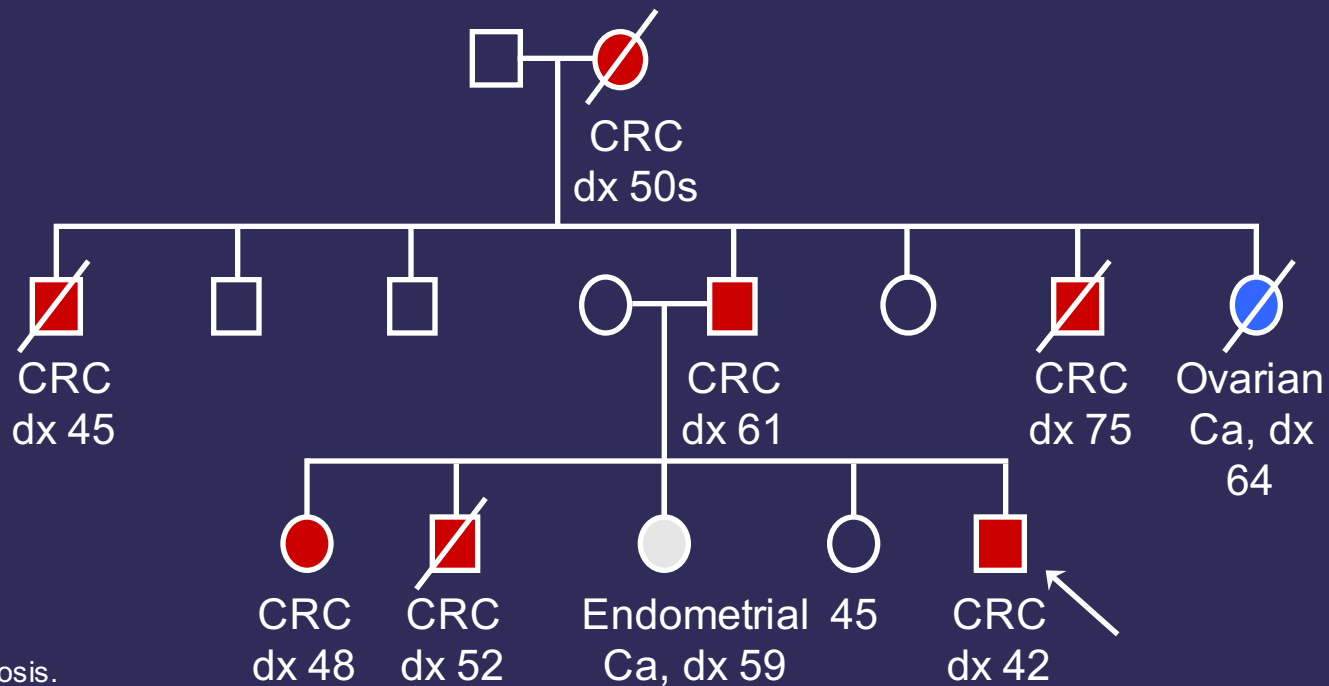 CRC
dx 50s
CRC
dx 45
CRC
dx 61
CRC
dx 75
Ovarian
Ca, dx
64
CRC
dx 48
CRC
dx 52
Endometrial
Ca, dx 59
45
CRC
dx 42
osis.